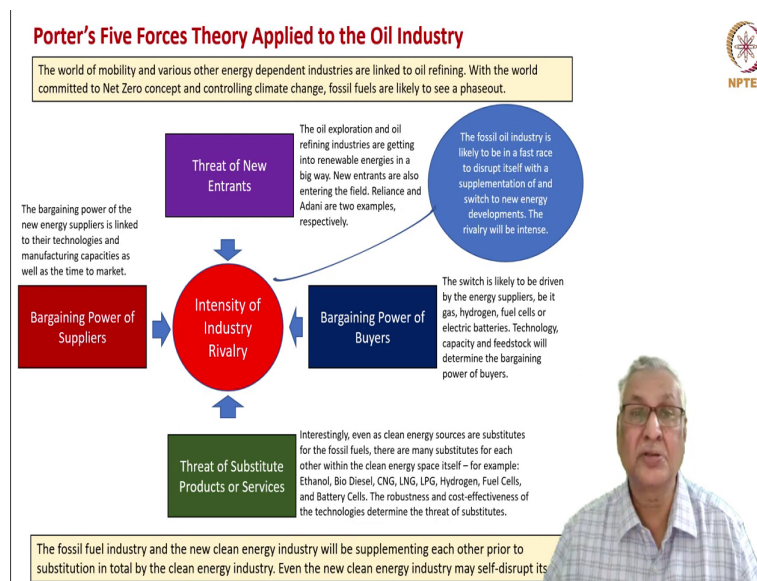 Porter's Five Forces Theory Applied to the Oil Industry
NPTE
The world of mobility and various other energy dependent industries are linked to oil refining. With the world
committed to Net Zero concept and controlling climate change, fossil fuels are likely to see a phaseout.
Threat of New
Entrants
The oil exploration and oil
refining industries are getting
into renewable energies in a
big way. New entrants are also
entering the field. Reliance and
Adani are two examples,
respectively.
The fossil oil industry is
likely to be in a fast race
to disrupt itself with a
supplementation of and
switch to new energy
developments. The
rivalry will be intense.
The bargaining power of the
new energy suppliers is linked
to their technologies and
manufacturing capacities as
well as the time to market.
Bargaining Power of
Suppliers
Intensity of
Industry
Rivalry
Bargaining Power of
Buyers
The switch is likely to be driven
by the energy suppliers, be it
gas, hydrogen, fuel cells or
electric batteries. Technology,
capacity and feedstock will
determine the bargaining
power of buyers.
Threat of Substitute
Products or Services
Interestingly, even as clean energy sources are substitutes
for the fossil fuels, there are many substitutes for each
other within the clean energy space itself – for example:
Ethanol, Bio Diesel, CNG, LNG, LPG, Hydrogen, Fuel Cells,
and Battery Cells. The robustness and cost-effectiveness of
the technologies determine the threat of substitutes.
The fossil fuel industry and the new clean energy industry will be supplementing each other prior to
substitution in total by the clean energy industry. Even the new clean energy industry may self-disrupt its